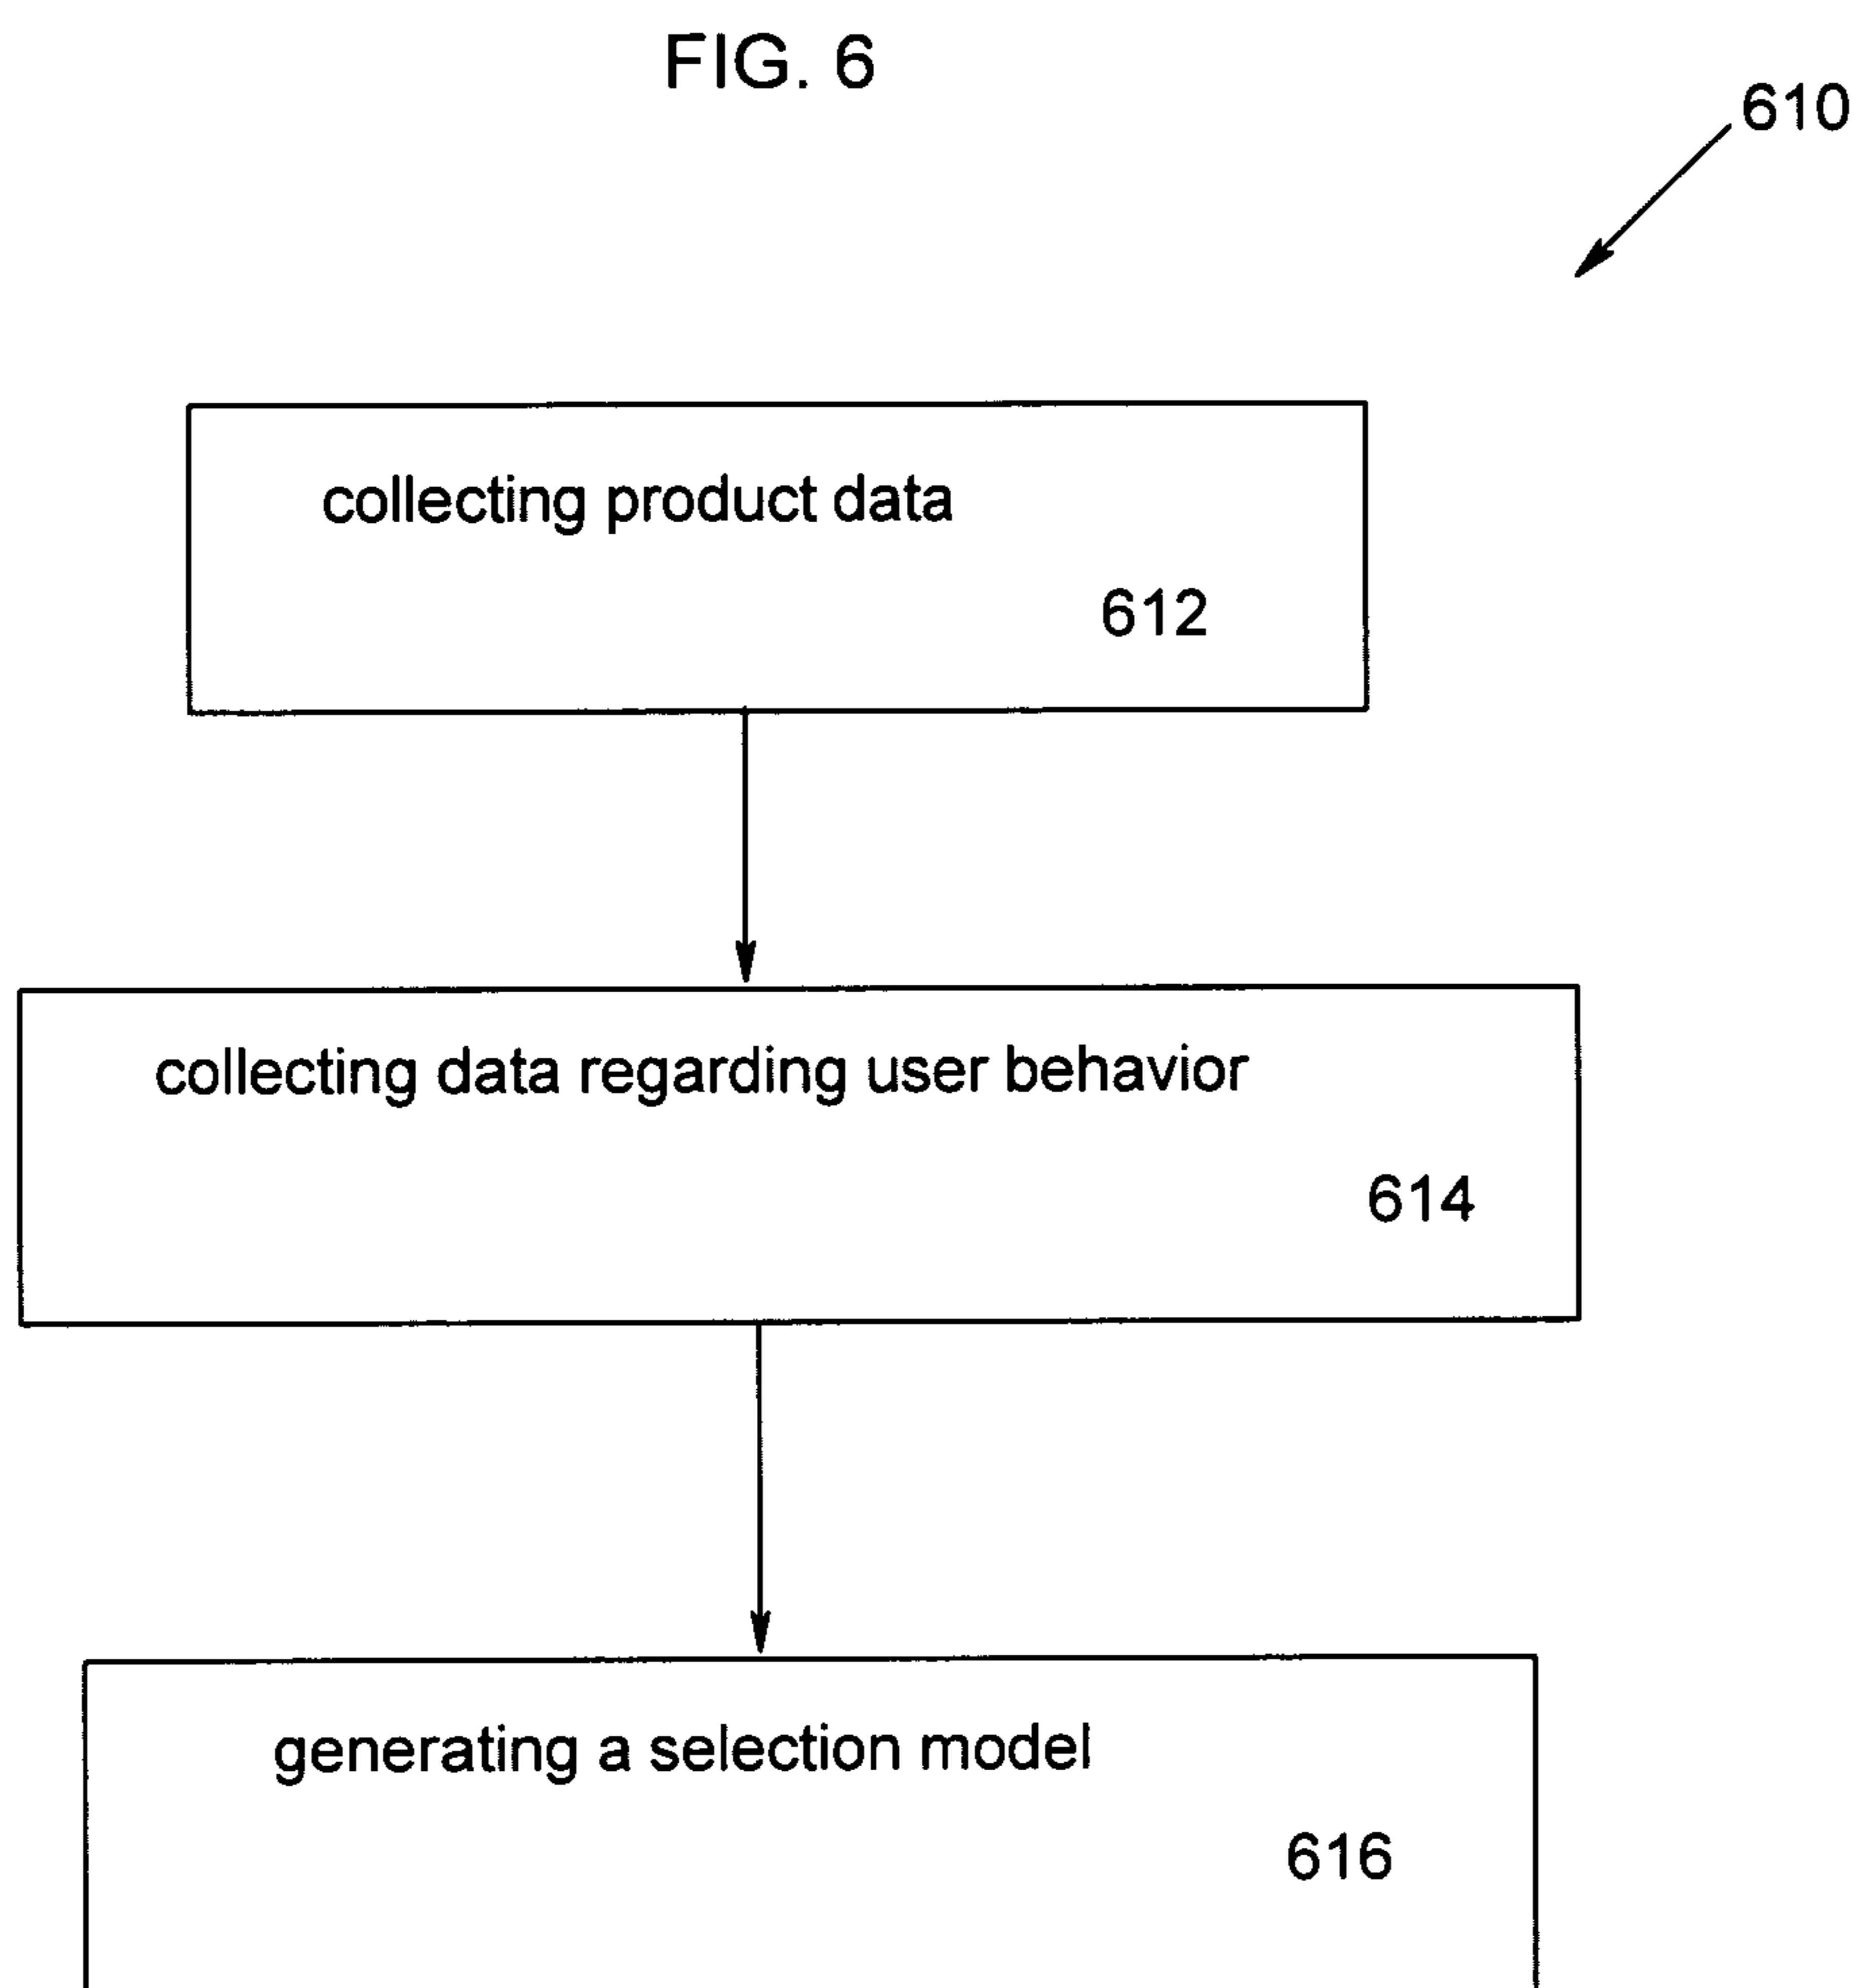 FIG. 6
610
collecting product data
612
collecting data regarding user behavior
614
generating a selection model
616